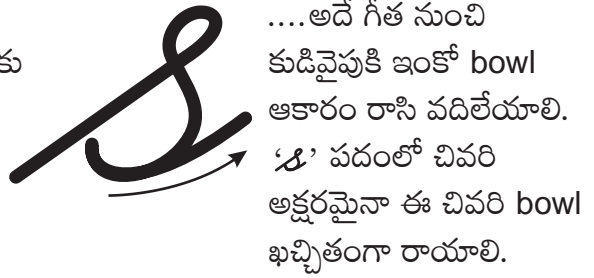 ....అదే గీత నుంచి
కు కుడివైపుకి ఇంకో bowl
ఆకారం రాసి వదిలేయాలి.
‘s’ పదంలో చివరి
అక్షరమైనా ఈ చివరి bowl
ఖచ్చితంగా రాయాలి.